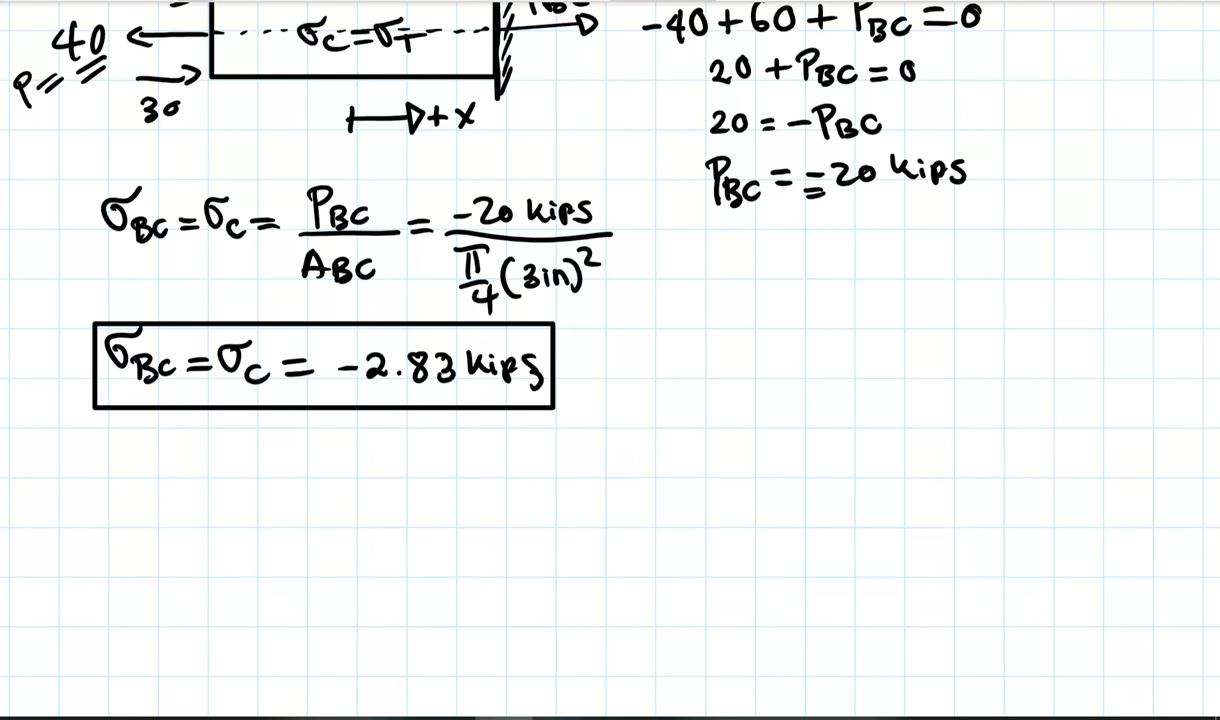 40
P=
30
σC=σT
+X
-40+60+PBC=0
20+PBC=0
20=-PBC
PBC=-20 kips
σBC=σC=PBC/ABC=-20 kips/π/4(3in)²
σBC=σC=-2.83 kips